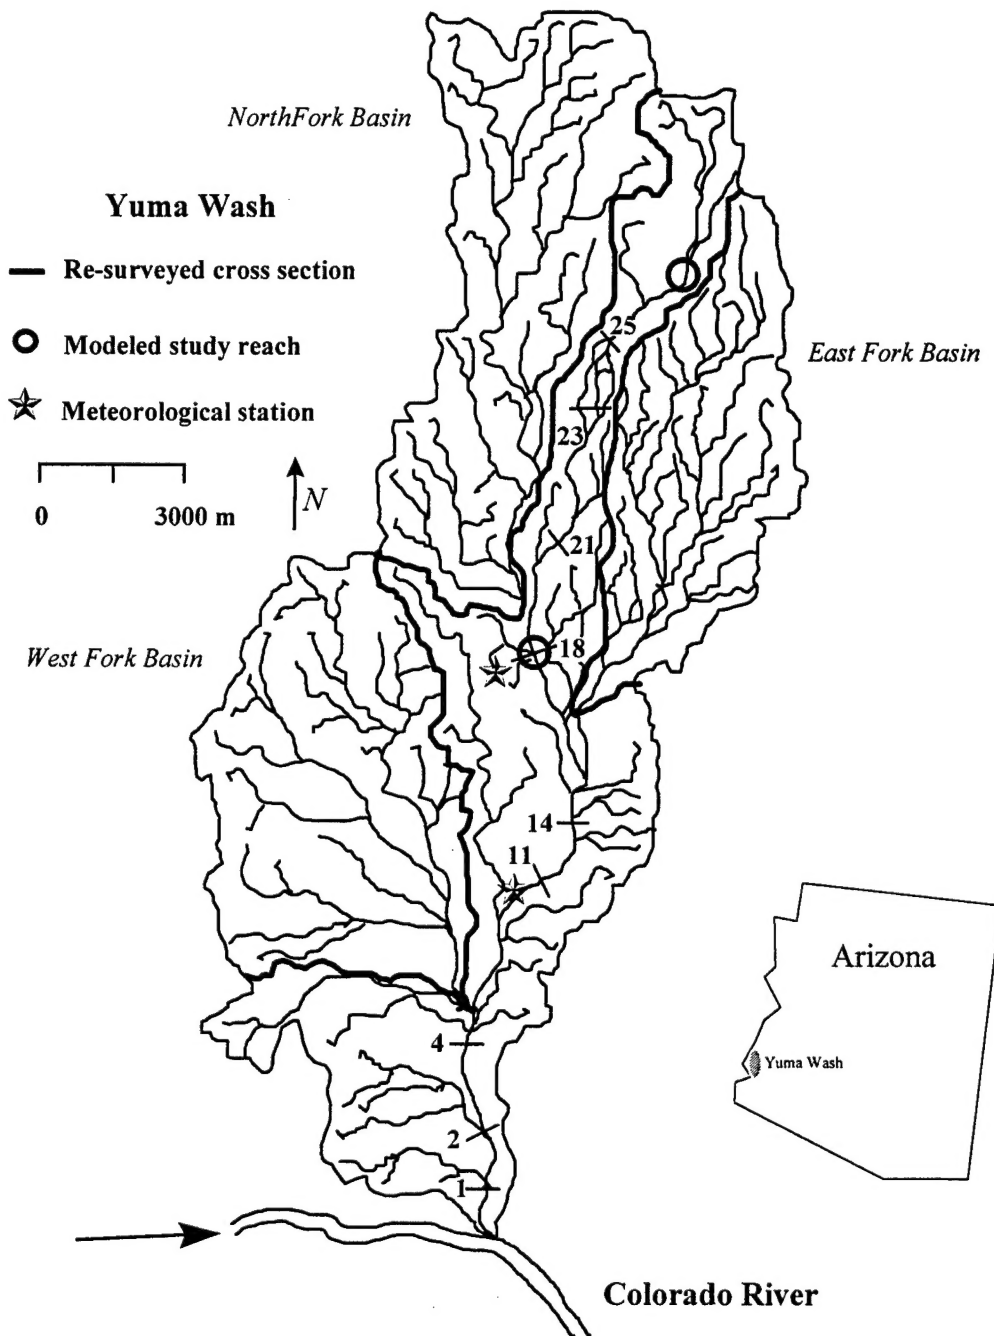 NorthFork Basin
Yuma Wash
Re-surveyed cross section
Modeled study reach
Meteorological station
0 3000 m
N
25
East Fork Basin
23
21
West Fork Basin
18
14
11
Arizona
4
Yuma Wash
2
1
Colorado River